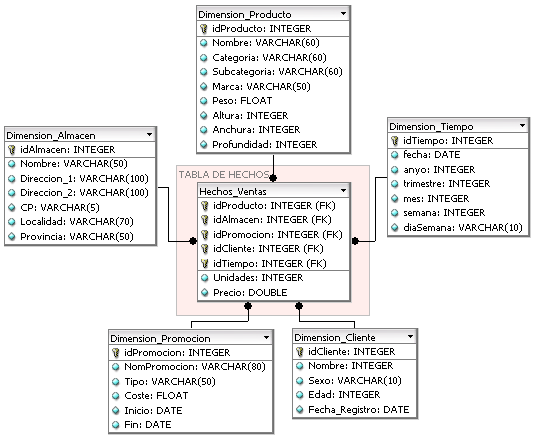 Dimension_Producto
idProducto: INTEGER
Nombre: VARCHAR(60)
Categoria: VARCHAR(60)
Subcategoria: VARCHAR(60)
Marca: VARCHAR(50)
Peso: FLOAT
Altura: INTEGER
Anchura: INTEGER
Profundidad: INTEGER
Dimension_Almacen
idAlmacen: INTEGER
Nombre: VARCHAR(50)
Direccion_1: VARCHAR(100)
Direccion_2: VARCHAR(100)
CP: VARCHAR(5)
Localidad: VARCHAR(70)
Provincia: VARCHAR(50)
TABLA DE HECHOS
Hechos_Ventas
idProducto: INTEGER (FK)
idAlmacen: INTEGER (FK)
idPromocion: INTEGER (FK)
idCliente: INTEGER (FK)
idTiempo: INTEGER (FK)
Unidades: INTEGER
Precio: DOUBLE
Dimension_Tiempo
idTiempo: INTEGER
fecha: DATE
anyo: INTEGER
trimestre: INTEGER
mes: INTEGER
semana: INTEGER
diaSemana: VARCHAR(10)
Dimension_Promocion
idPromocion: INTEGER
NomPromocion: VARCHAR(80)
Tipo: VARCHAR(50)
Coste: FLOAT
Inicio: DATE
Fin: DATE
Dimension_Cliente
idCliente: INTEGER
Nombre: INTEGER
Sexo: VARCHAR(10)
Edad: INTEGER
Fecha_Registro: DATE